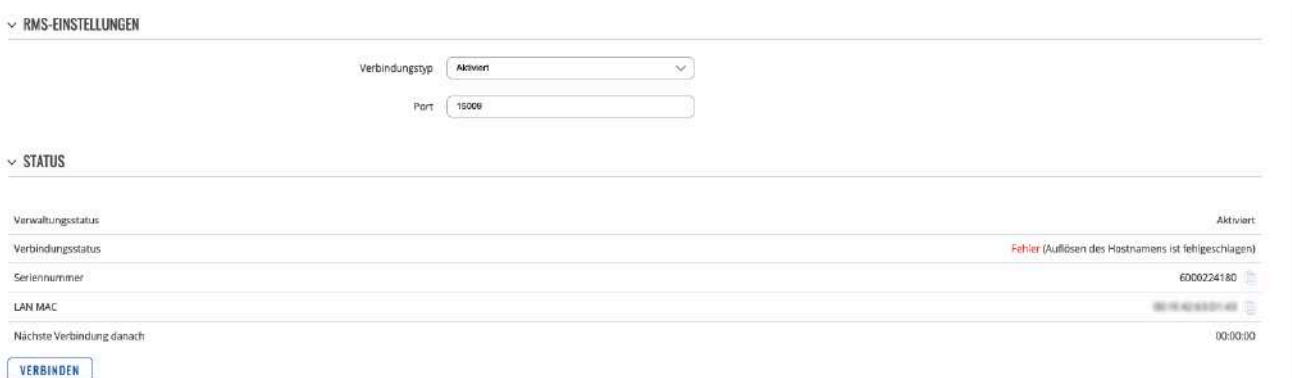 RMS-EINSTELLUNGEN
Verbindungstyp Aktiviert
Port 15009
STATUS
Verwaltungsstatus Aktiviert
Verbindungsstatus Fehler (Auflösen des Hostnamens ist fehlgeschlagen)
Seriennummer 6000224180
LAN MAC
Nächste Verbindung danach 00:00:00
VERBINDEN